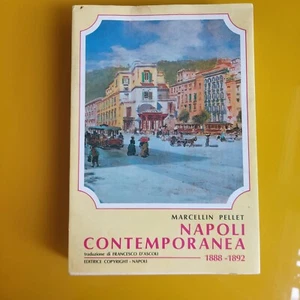 MARCELLIN PELLET
NAPOLI
CONTEMPORANEA
traduzione di FRANCESCO D'ASCOLI
1888 -1892
EDITRICE COPYRIGHT - NAPOLI